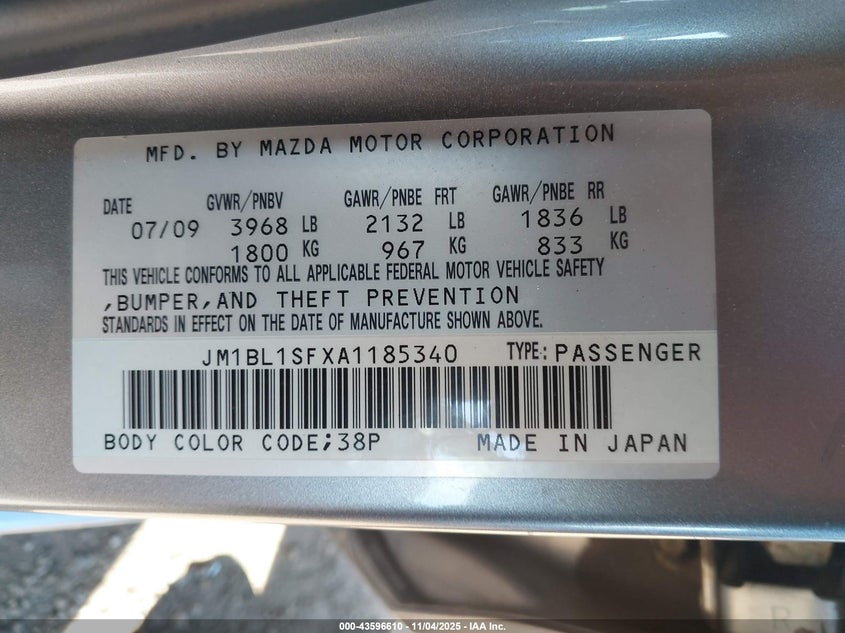 MFD. BY MAZDA MOTOR CORPORATION
DATE GVWR/PNBV GAWR/PNBE FRT GAWR/PNBE RR
07/09 3968 LB 2132 LB 1836 LB
1800 KG 967 KG 833 KG
THIS VEHICLE CONFORMS TO ALL APPLICABLE FEDERAL MOTOR VEHICLE SAFETY
,BUMPER,AND THEFT PREVENTION
STANDARDS IN EFFECT ON THE DATE OF MANUFACTURE SHOWN ABOVE.
JM1BL1SFXA1185340 TYPE: PASSENGER
BODY COLOR CODE;38P MADE IN JAPAN
R
000-43596610 - 11/04/2025 - IAA Inc.